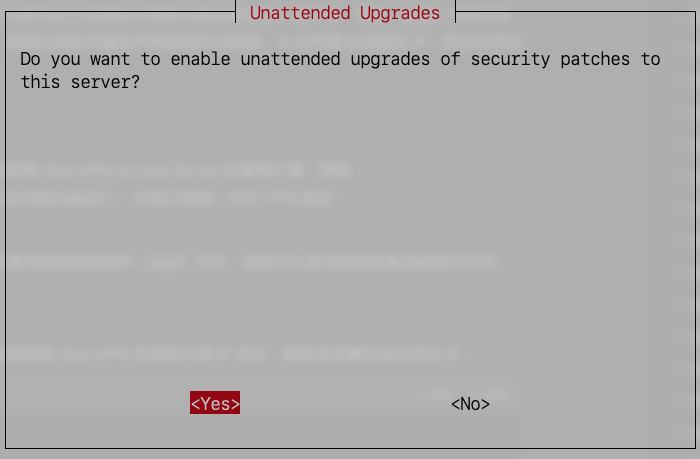 Unattended Upgrades
Do you want to enable unattended upgrades of security patches to
this server?
<Yes> <No>